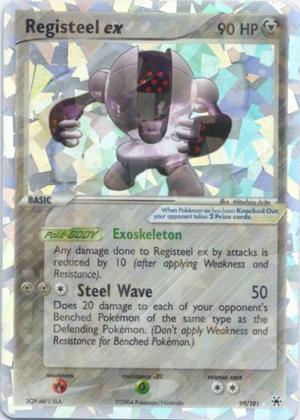 Registeel ex 90 HP
Illus. Mitsuhiro Arita
BASIC
When Pokémon-ex has been Knocked Out,
your opponent takes 2 Prize cards.
Poké-BODY Exoskeleton
Any damage done to Registeel ex by attacks is
reduced by 10 (after applying Weakness and
Resistance).
Steel Wave 50
Does 20 damage to each of your opponent's
Benched Pokémon of the same type as the
Defending Pokémon. (Don't apply Weakness and
Resistance for Benched Pokémon.)
weakness resistance -30 retreat cost
©2004 Pokémon/Nintendo 99/101